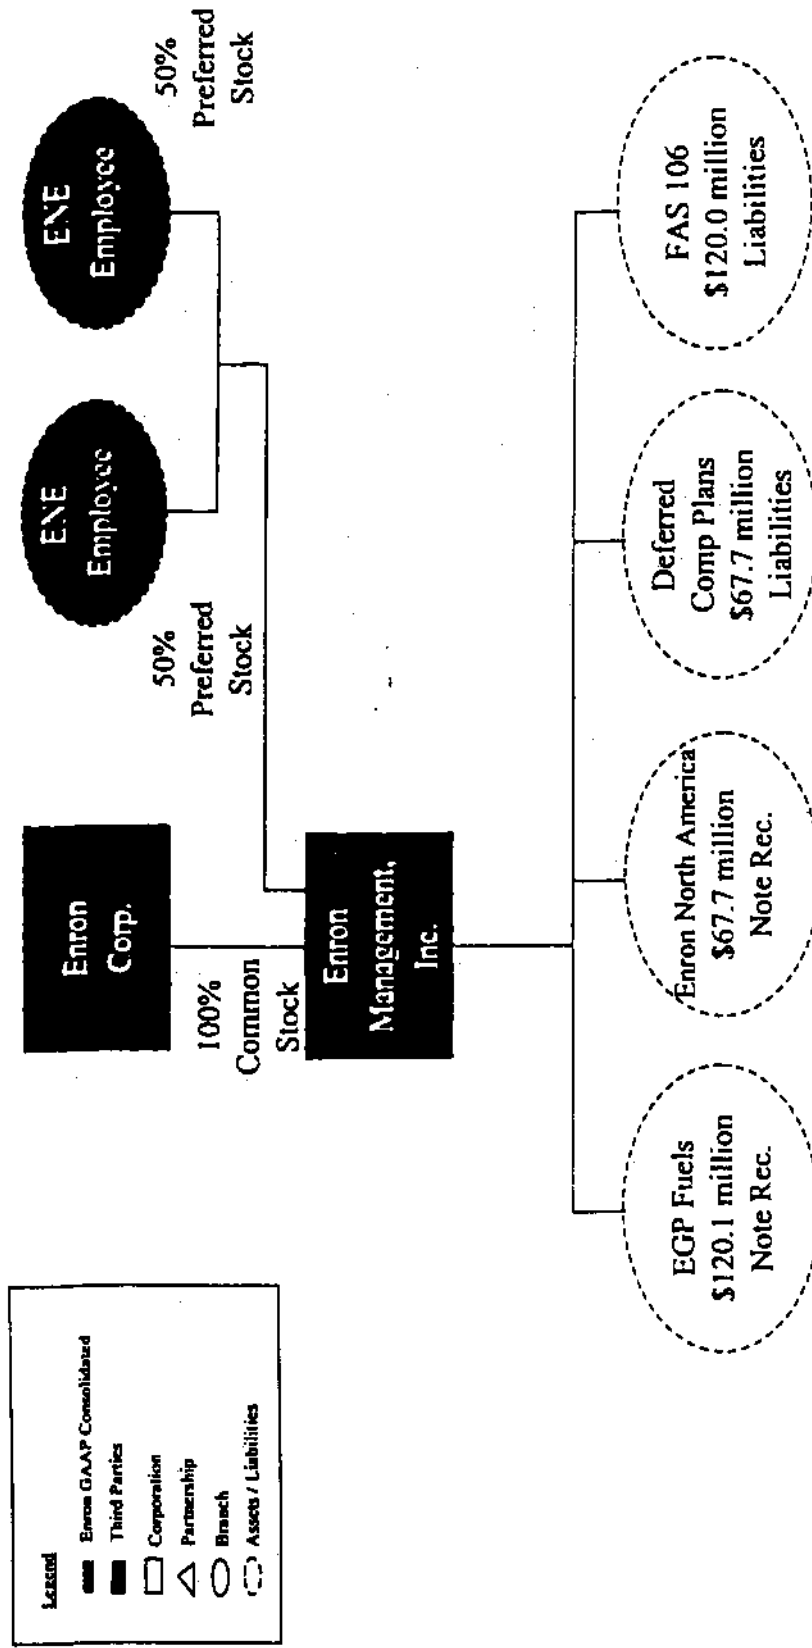 Legend
Enron GAAP Consolidated
Third Parties
Corporation
Partnership
Branch
Assets / Liabilities
Enron
Corp.
ENE
Employee
ENE
Employee
100%
Common
Stock
50%
Preferred
Stock
50%
Preferred
Stock
Enron
Management,
Inc.
EGP Fuels
$120.1 million
Note Rec.
Enron North America
$67.7 million
Note Rec.
Deferred
Comp Plans
$67.7 million
Liabilities
FAS 106
$120.0 million
Liabilities